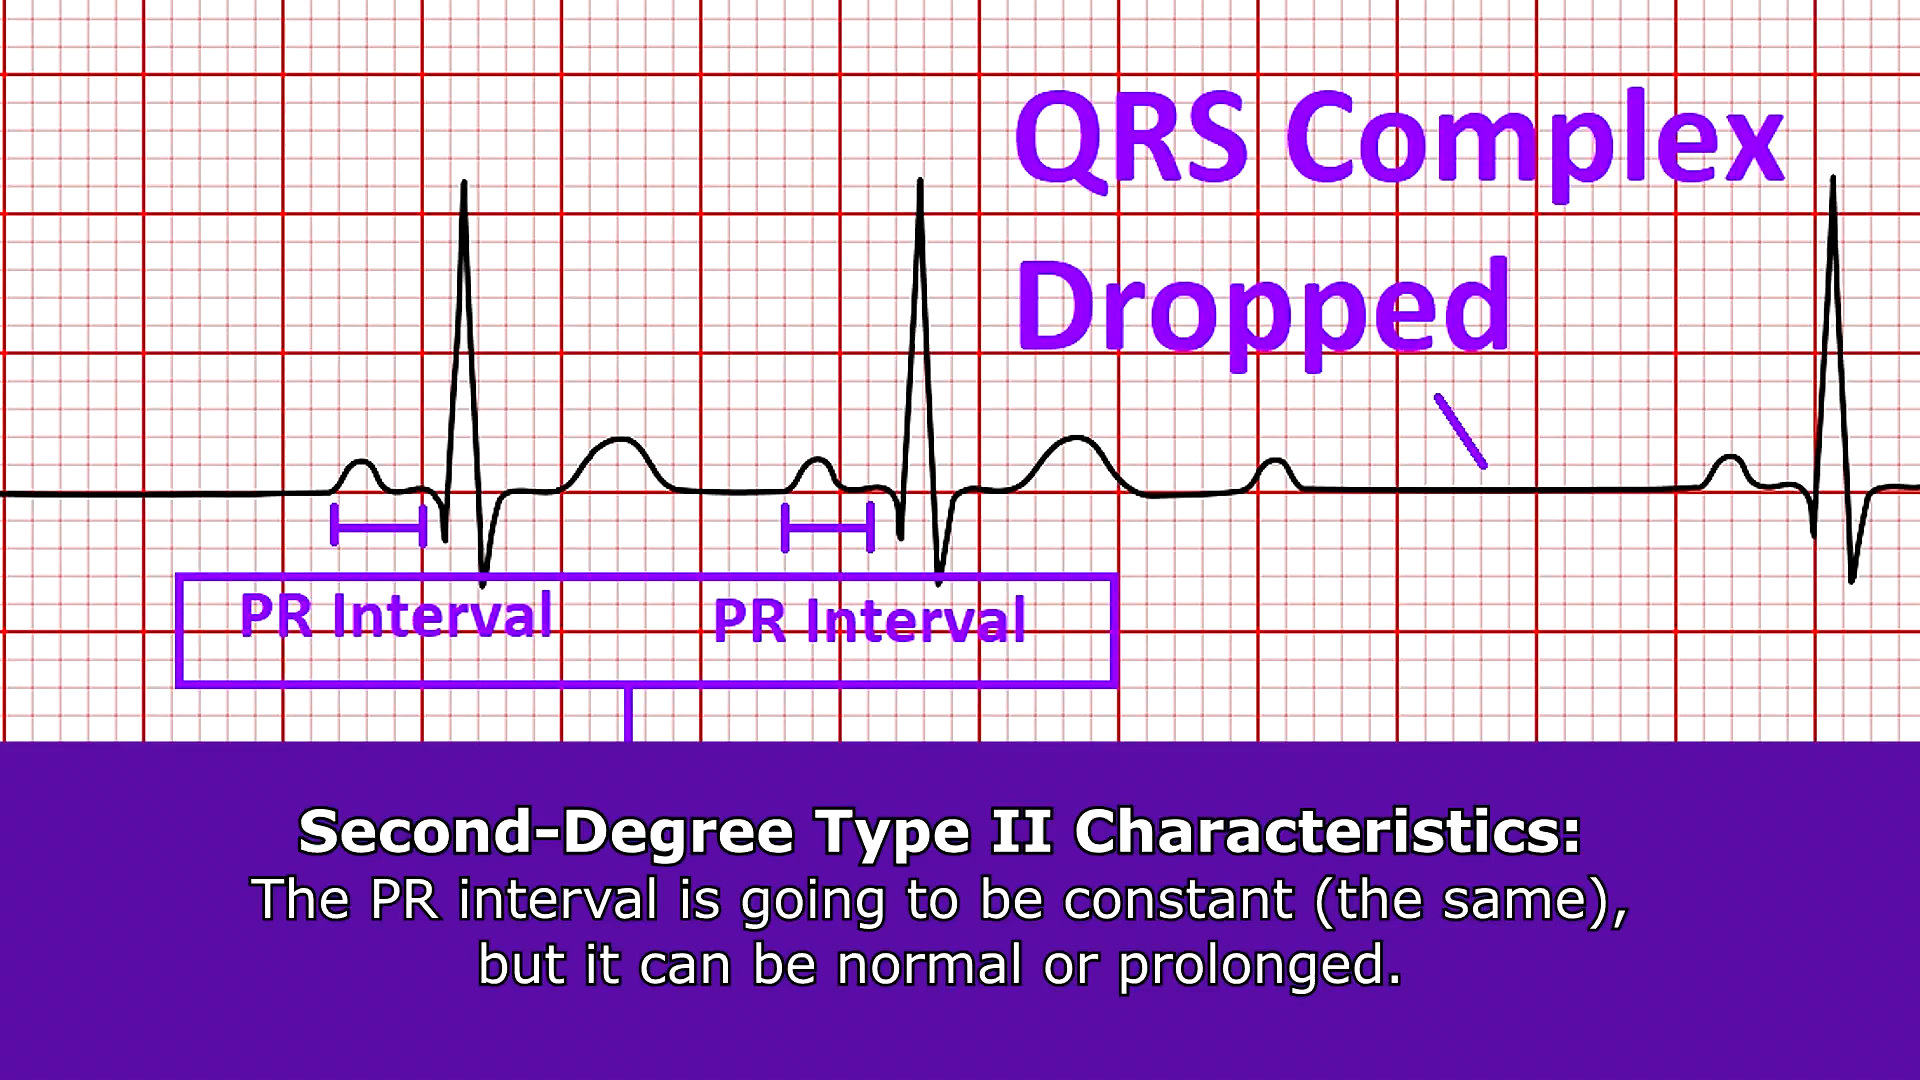 QRS Complex
Dropped
PR Interval PR Interval
Second-Degree Type II Characteristics:
The PR interval is going to be constant (the same),
but it can be normal or prolonged.